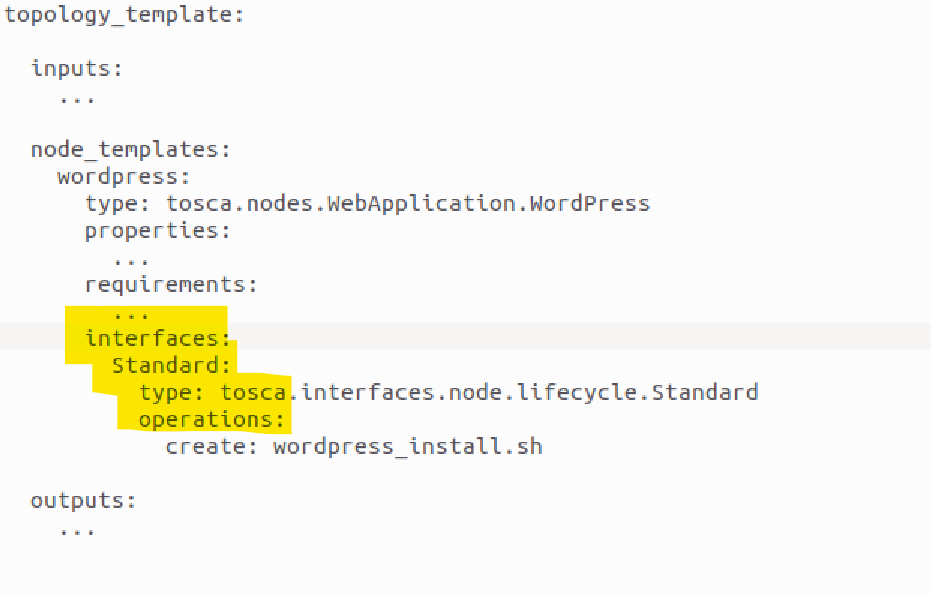 topology_template:
inputs:
...
node_templates:
wordpress:
type: tosca.nodes.WebApplication.WordPress
properties:
...
requirements:
...
interfaces:
Standard:
type: tosca.interfaces.node.lifecycle.Standard
operations:
create: wordpress_install.sh
outputs:
...